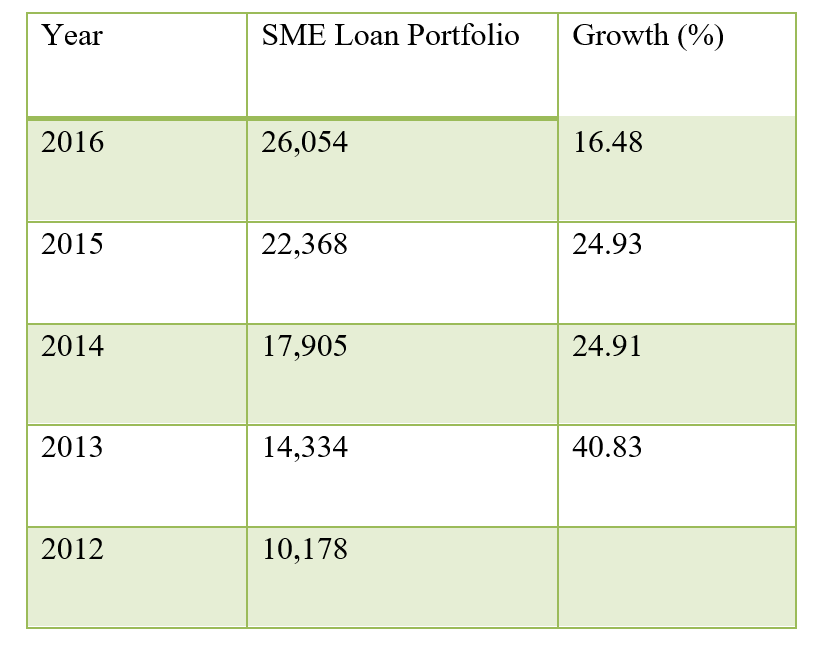 Year SME Loan Portfolio Growth (%)
2016 26,054 16.48
2015 22,368 24.93
2014 17,905 24.91
2013 14,334 40.83
2012 10,178